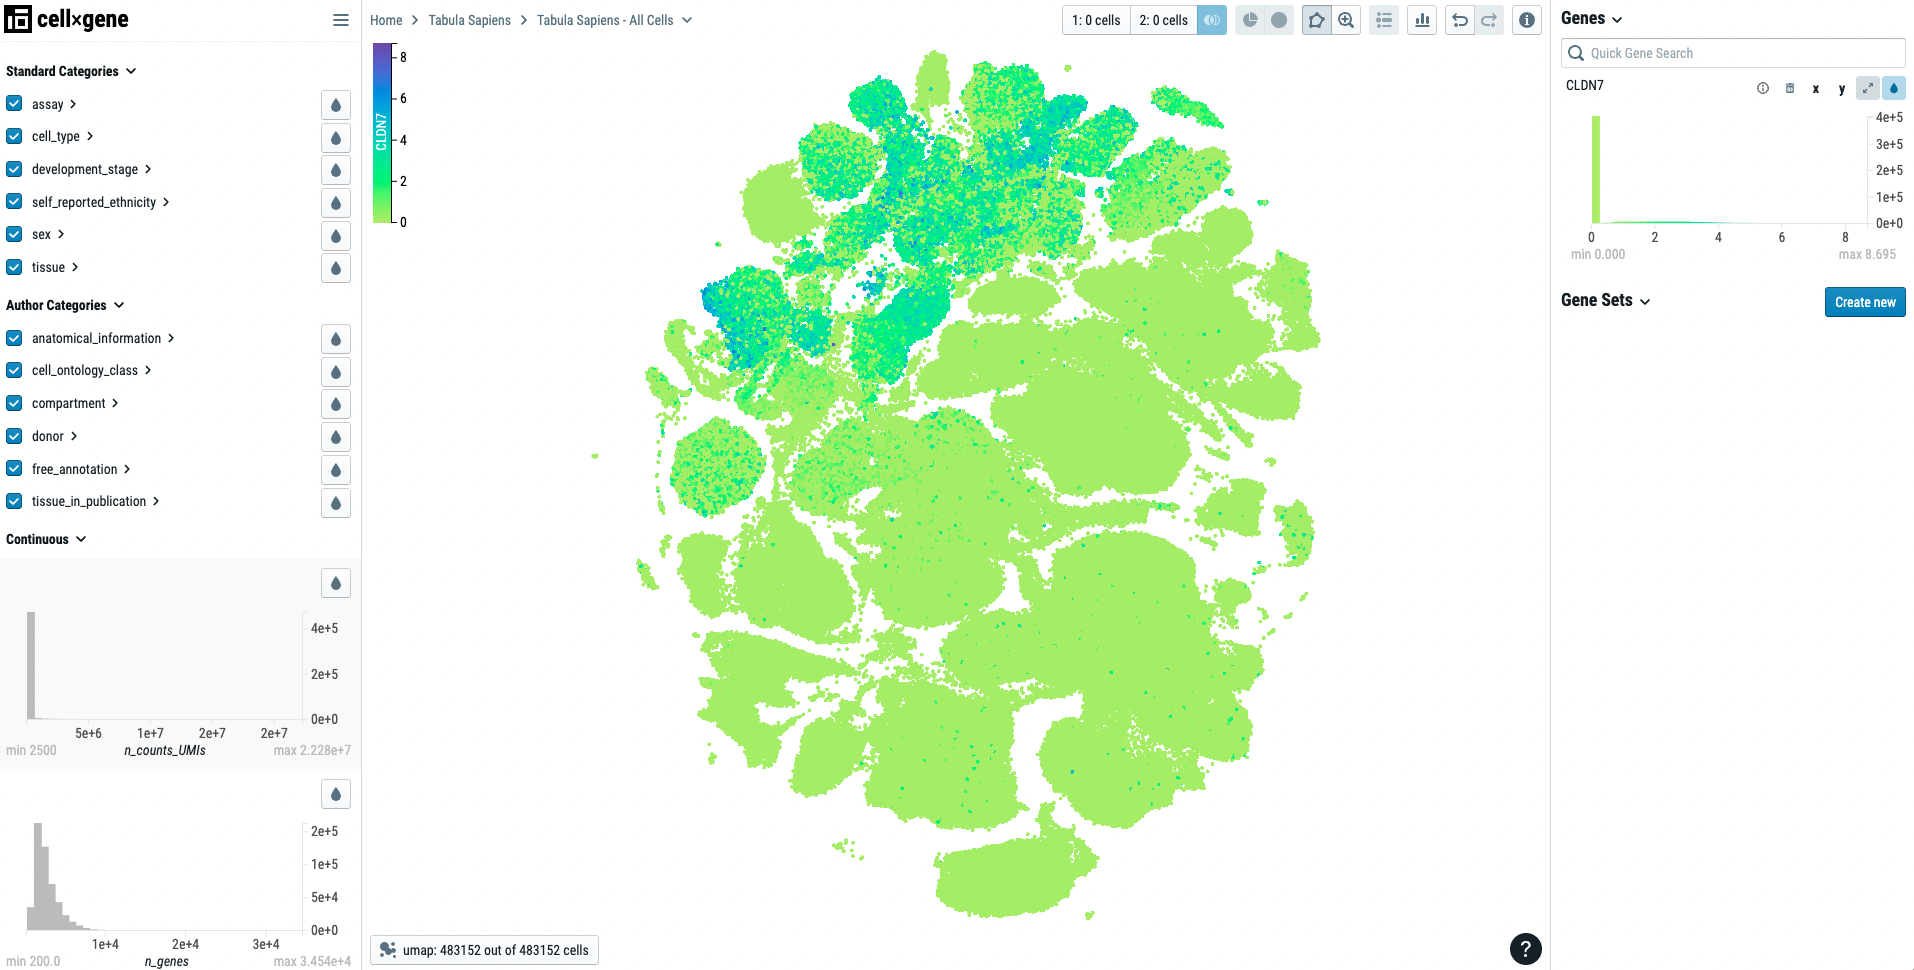 cell×gene
Standard Categories
assay
cell_type
development_stage
self_reported_ethnicity
sex
tissue
Author Categories
anatomical_information
cell_ontology_class
compartment
donor
free_annotation
tissue_in_publication
Continuous
4e+5
2e+5
0e+0
5e+6 1e+7 2e+7 2e+7
min 2500 n_counts_UMIs max 2.228e+7
2e+5
1e+5
5e+4
0e+0
1e+4 2e+4 3e+4
min 200.0 n_genes max 3.454e+4
Home Tabula Sapiens Tabula Sapiens - All Cells
1: 0 cells 2: 0 cells
CLDN7
8
6
4
2
0
umap: 483152 out of 483152 cells
?
Genes
Quick Gene Search
CLDN7 x y
4e+5
3e+5
2e+5
1e+5
0e+0
0 2 4 6 8
min 0.000 max 8.695
Gene Sets
Create new